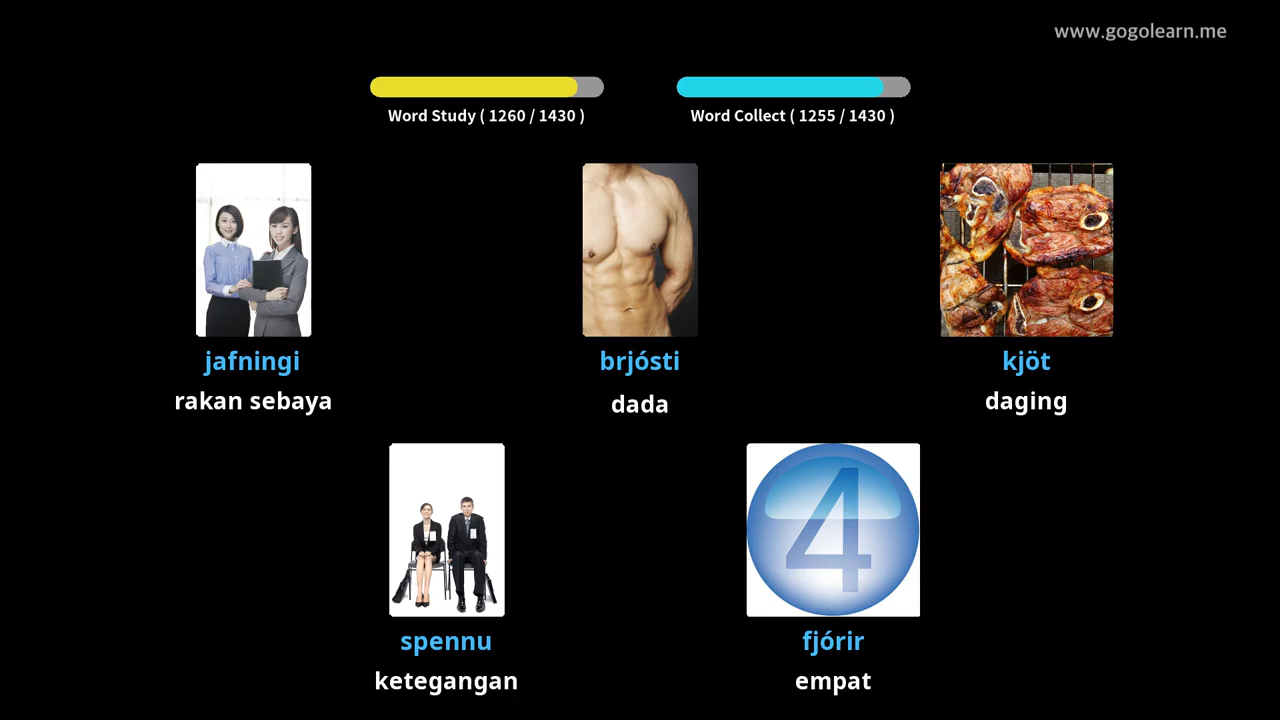 www.gogolearn.me
Word Study ( 1260 / 1430 )
Word Collect ( 1255 / 1430 )
jafningi
rakan sebaya
brjósti
dada
kjöt
daging
spennu
ketegangan
4
fjórir
empat